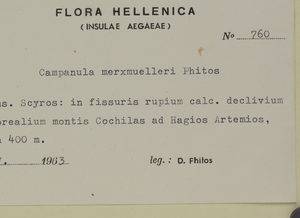 FLORA HELLENICA
(INSULAE AEGAEAE)
No 760
Campanula merxmuelleri Phitos
s. Scyros: in fissuris rupium calc. declivium
orealium montis Cochilas ad Hagios Artemios,
400 m.
1963 leg.: D. Phitos